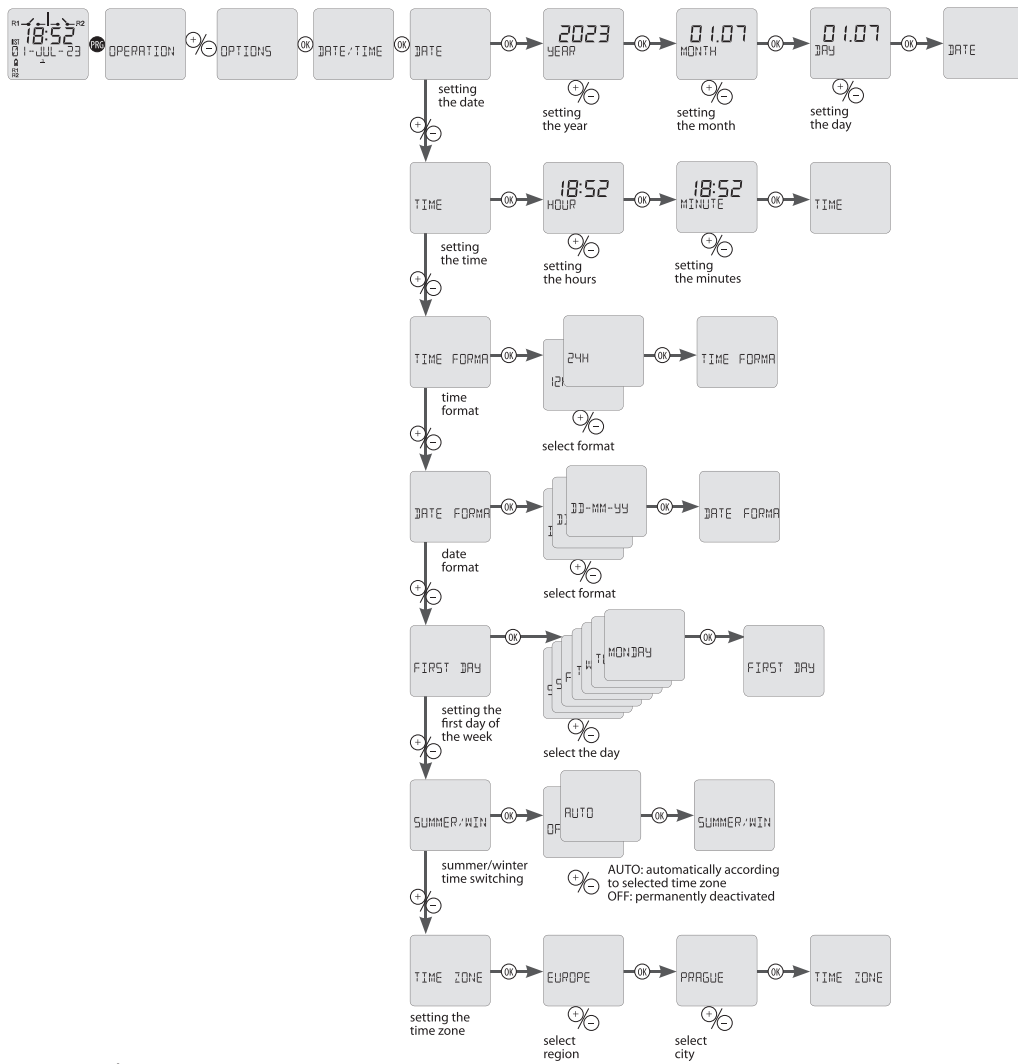 R1 R2
18:52
01-JUL-23
PRG
OPERATION
+/-
OPTIONS
OK
DATE/TIME
OK
DATE
OK
2023
YEAR
OK
01.07
MONTH
OK
01.07
DAY
OK
DATE
setting
the date
+/-
setting
the year
+/-
setting
the month
+/-
setting
the day
+/-
TIME
OK
18:52
HOUR
OK
18:52
MINUTE
OK
TIME
setting
the time
+/-
setting
the hours
+/-
setting
the minutes
+/-
TIME FORMA
OK
24H
12H
OK
TIME FORMA
time
format
+/-
select format
+/-
DATE FORMA
OK
DD-MM-YY
OK
DATE FORMA
date
format
+/-
select format
+/-
FIRST DAY
OK
MONDAY
OK
FIRST DAY
setting the
first day of
the week
+/-
select the day
SUMMER/WIN
OK
AUTO
OF
OK
SUMMER/WIN
summer/winter
time switching
+/-
AUTO: automatically according
to selected time zone
OFF: permanently deactivated
+/-
TIME ZONE
OK
EUROPE
OK
PRAGUE
OK
TIME ZONE
setting the
time zone
+/-
select
region
+/-
select
city